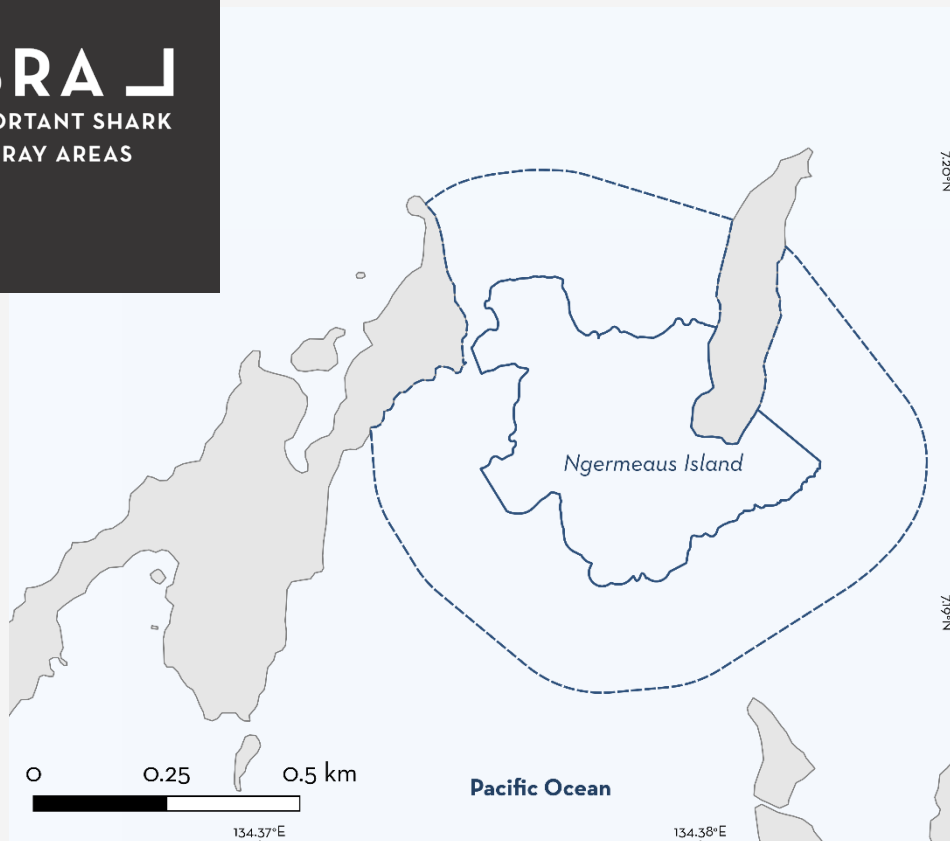 SRA
ORTANT SHARK
RAY AREAS
7.20°N
Ngermeaus Island
7.19°N
0 0.25 0.5 km
Pacific Ocean
134.37°E 134.38°E